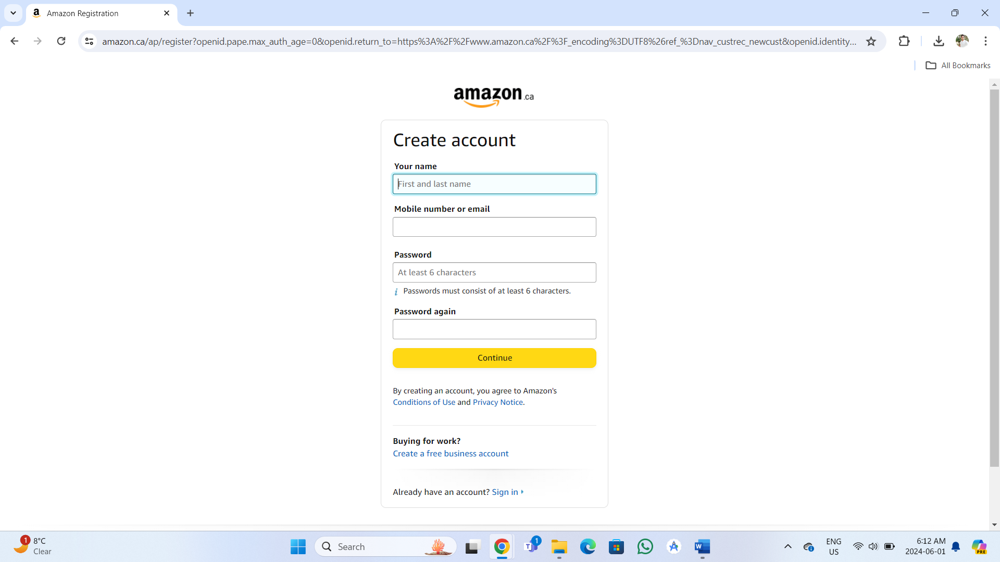 Amazon Registration
amazon.ca/ap/register?openid.pape.max_auth_age=0&openid.return_to=https%3A%2F%2Fwww.amazon.ca%2F%3F_encoding%3DUTF8%26ref_%3Dnav_custrec_newcust&openid.identity...
All Bookmarks
amazon.ca
Create account
Your name
First and last name
Mobile number or email
Password
At least 6 characters
i Passwords must consist of at least 6 characters.
Password again
Continue
By creating an account, you agree to Amazon's
Conditions of Use and Privacy Notice.
Buying for work?
Create a free business account
Already have an account? Sign in
1
8°C
Clear
Search
T
1
W
ENG
US
6:12 AM
2024-06-01
PRE